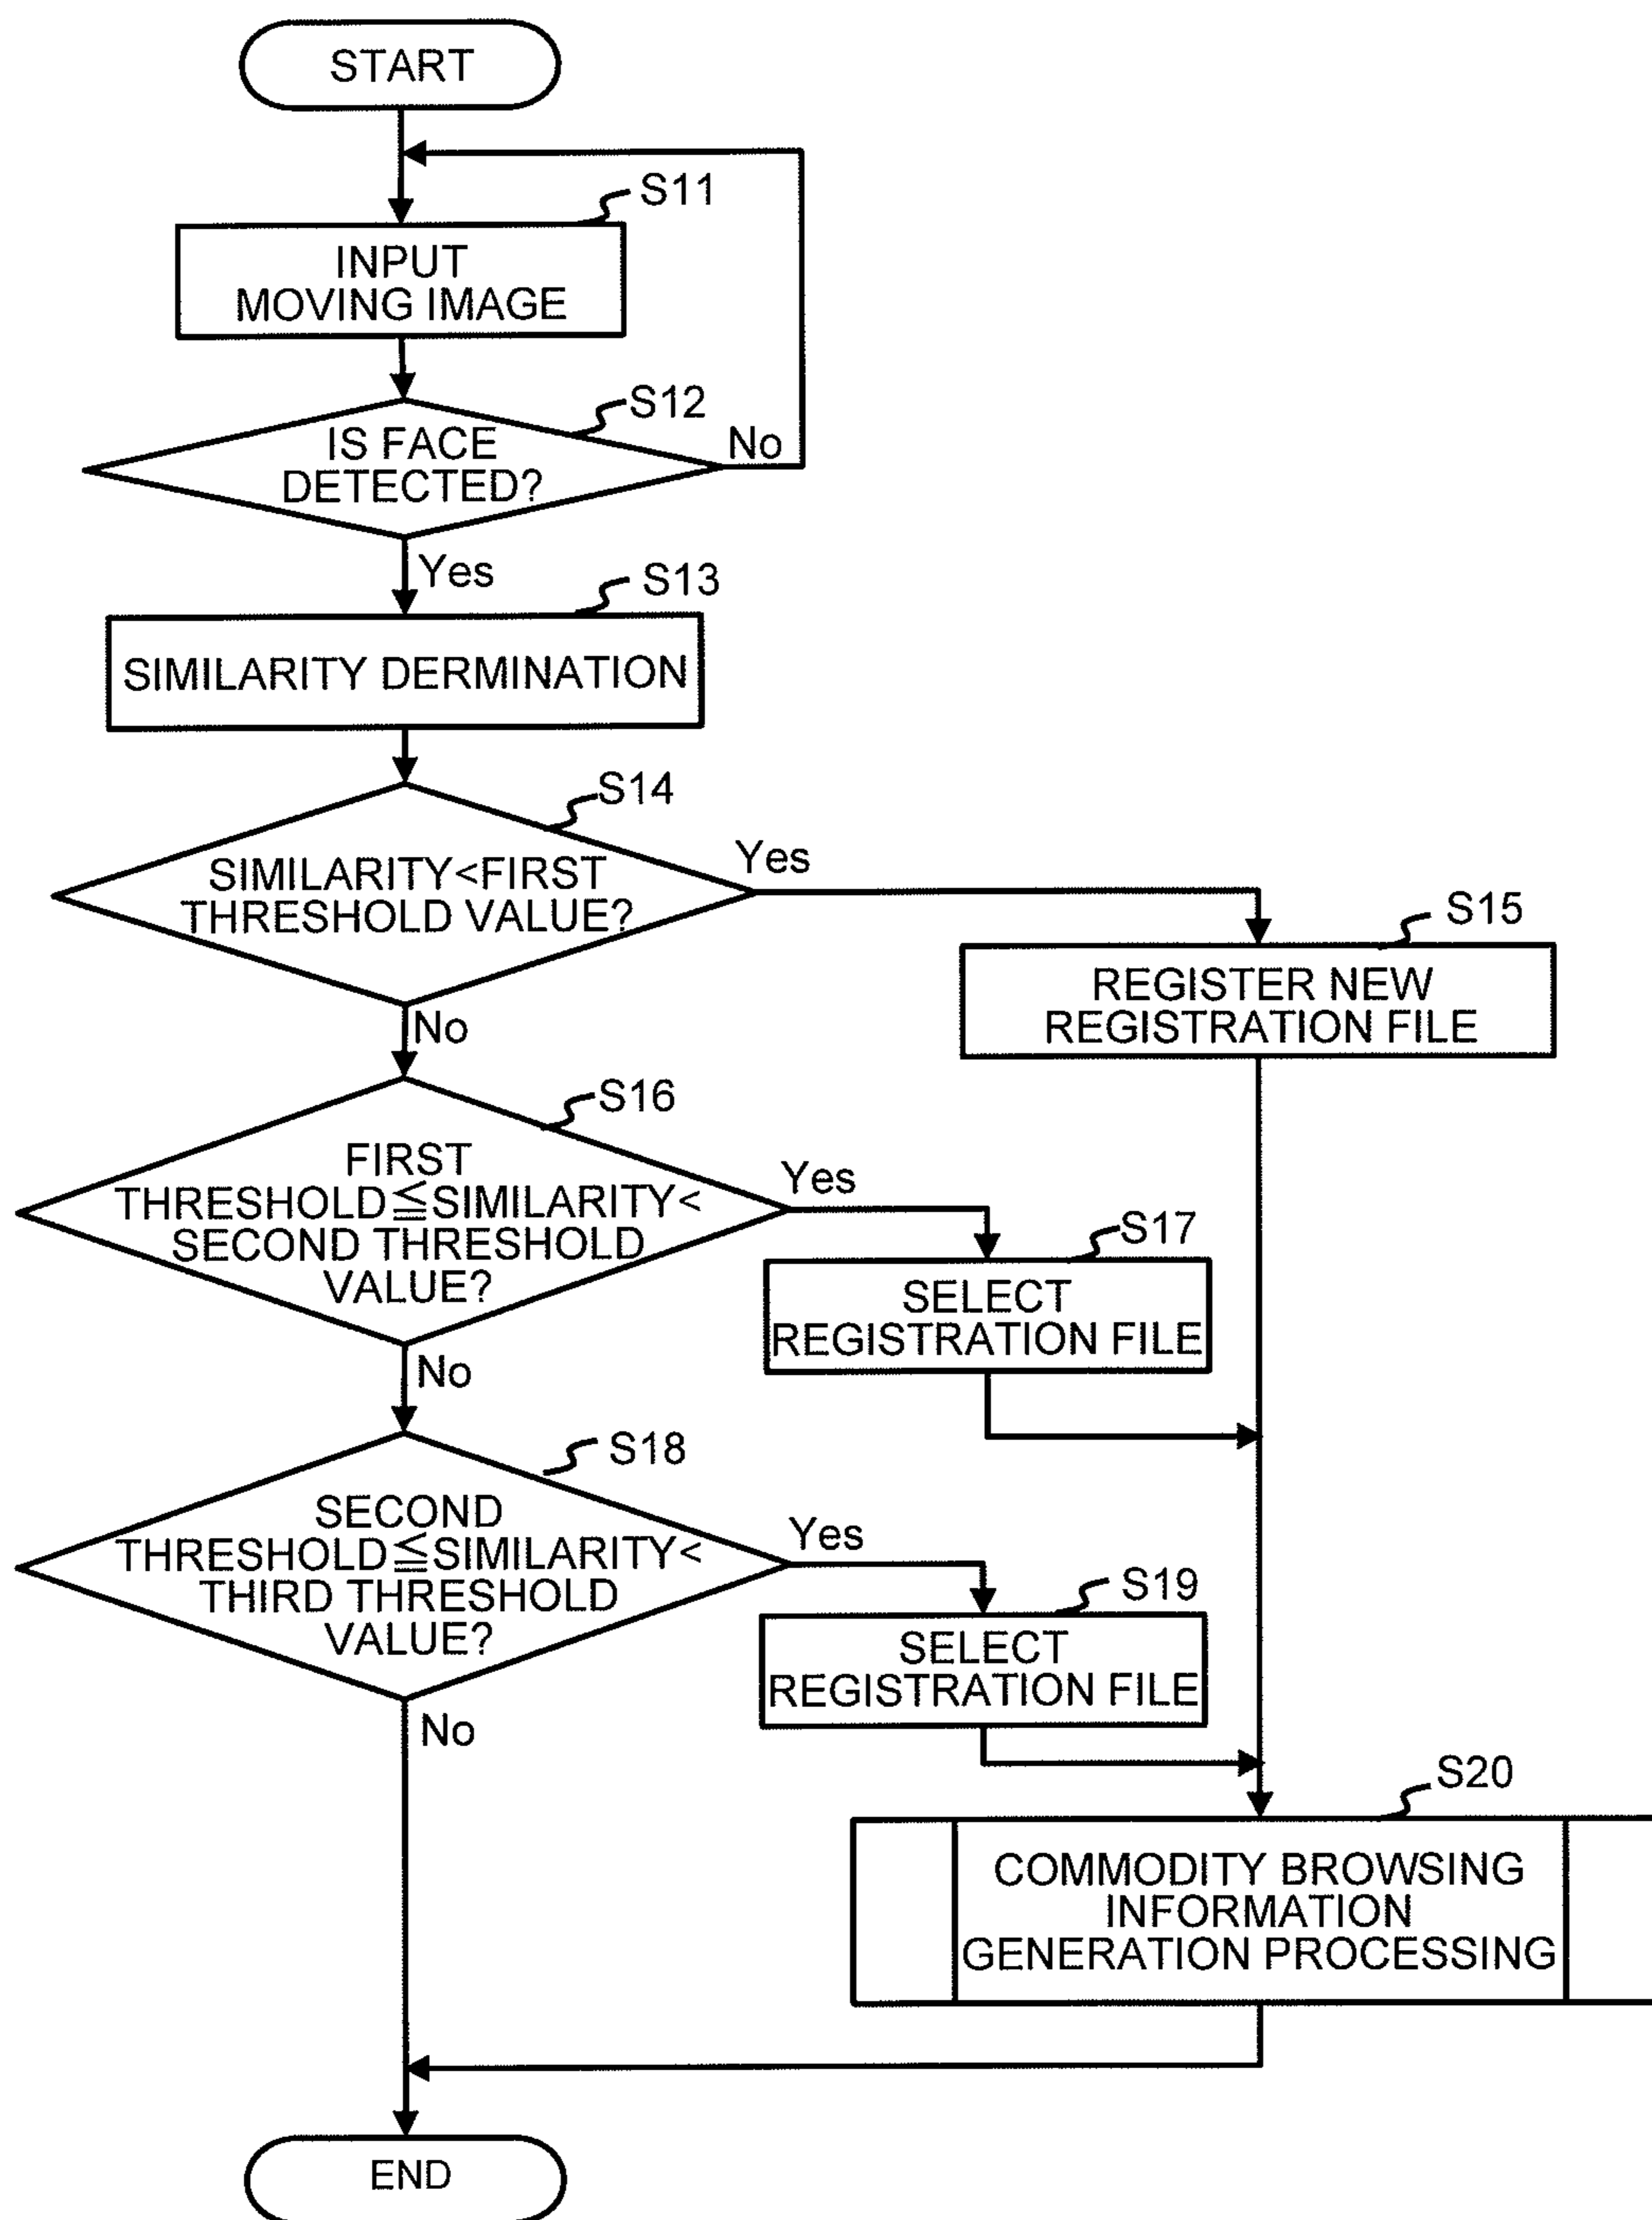 START
S11
INPUT
MOVING IMAGE
S12
IS FACE
DETECTED?
No
Yes
S13
SIMILARITY DERMINATION
S14
SIMILARITY<FIRST
THRESHOLD VALUE?
Yes
S15
REGISTER NEW
REGISTRATION FILE
No
S16
FIRST
THRESHOLD≦SIMILARITY<
SECOND THRESHOLD
VALUE?
Yes
S17
SELECT
REGISTRATION FILE
No
S18
SECOND
THRESHOLD≦SIMILARITY<
THIRD THRESHOLD
VALUE?
Yes
S19
SELECT
REGISTRATION FILE
No
S20
COMMODITY BROWSING
INFORMATION
GENERATION PROCESSING
END